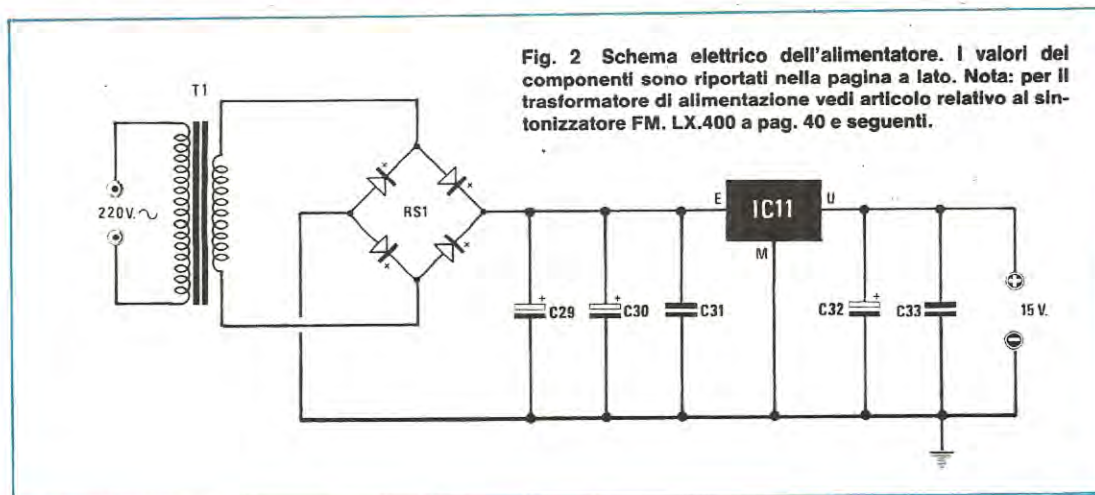 Fig. 2 Schema elettrico dell'alimentatore. I valori dei
componenti sono riportati nella pagina a lato. Nota: per il
trasformatore di alimentazione vedi articolo relativo al sin-
tonizzatore FM. LX.400 a pag. 40 e seguenti.
T1
220V.~
RS1
E
IC11
U
M
+
C29
+
C30
C31
+
C32
C33
+
15 V.
-